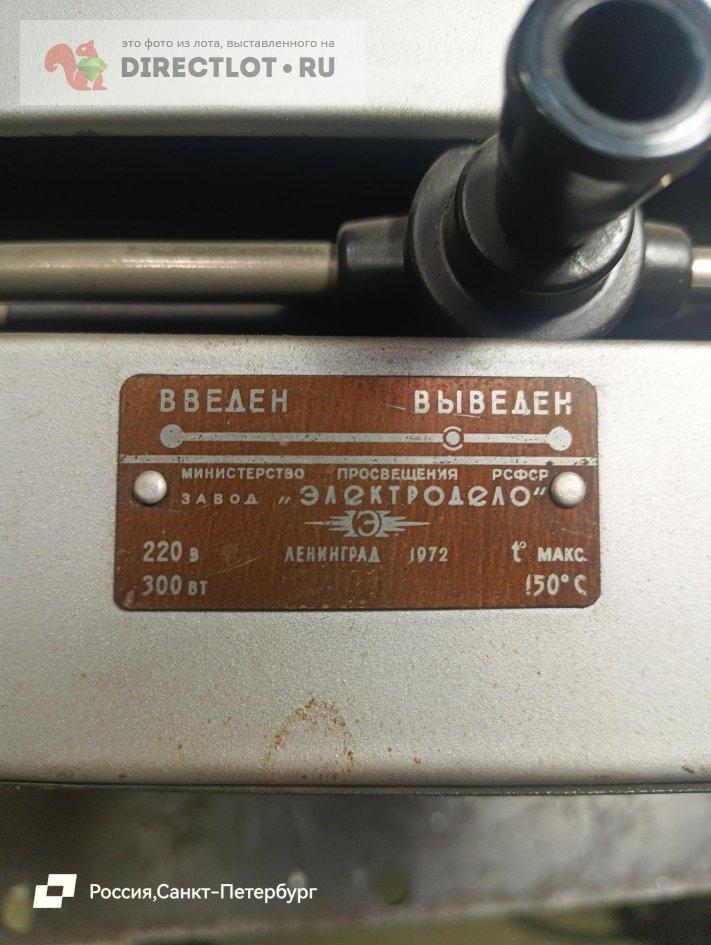 это фото из лота, выставленного на
DIRECTLOT.RU
ВВЕДЕН ВЫВЕДЕН
МИНИСТЕРСТВО ПРОСВЕЩЕНИЯ РСФСР
ЗАВОД „ЭЛЕКТРОДЕЛО“
Э
220 В ЛЕНИНГРАД 1972 t° МАКС.
300 ВТ 150° С
Россия,Санкт-Петербург